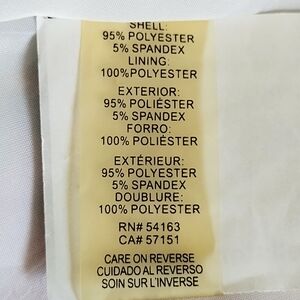 SHELL:
95% POLYESTER
5% SPANDEX
LINING:
100%POLYESTER
EXTERIOR:
95% POLIÉSTER
5% SPANDEX
FORRO:
100% POLIÉSTER
EXTÉRIEUR:
95% POLYESTER
5% SPANDEX
DOUBLURE:
100% POLYESTER
RN# 54163
CA# 57151
CARE ON REVERSE
CUIDADO AL REVERSO
SOIN SUR L'INVERSE